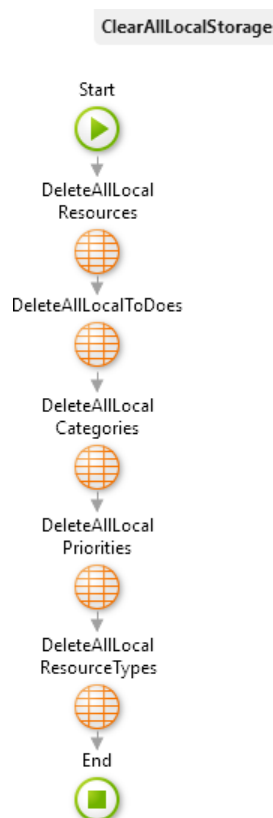 ClearAllLocalStorage
Start
DeleteAllLocal
Resources
DeleteAllLocalToDoes
DeleteAllLocal
Categories
DeleteAllLocal
Priorities
DeleteAllLocal
ResourceTypes
End